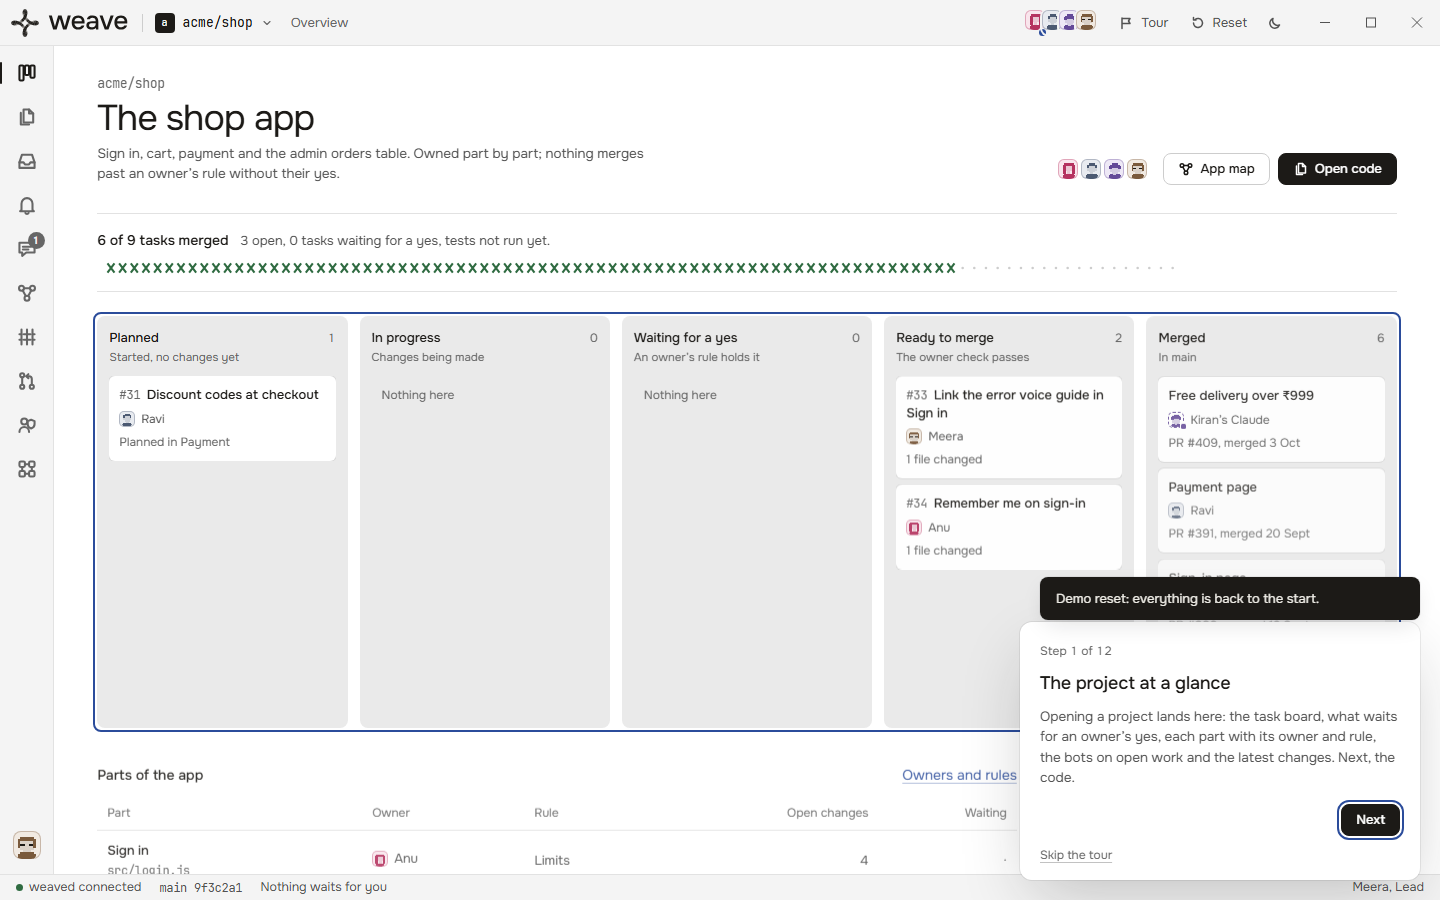 weave
a acme/shop
Overview
Tour
Reset
acme/shop
The shop app
Sign in, cart, payment and the admin orders table. Owned part by part; nothing merges
past an owner’s rule without their yes.
App map
Open code
6 of 9 tasks merged 3 open, 0 tasks waiting for a yes, tests not run yet.
1
Planned 1
Started, no changes yet
#31 Discount codes at checkout
Ravi
Planned in Payment
In progress 0
Changes being made
Nothing here
Waiting for a yes 0
An owner’s rule holds it
Nothing here
Ready to merge 2
The owner check passes
#33 Link the error voice guide in
Sign in
Meera
1 file changed
#34 Remember me on sign-in
Anu
1 file changed
Merged 6
In main
Free delivery over ₹999
Kiran’s Claude
PR #409, merged 3 Oct
Payment page
Ravi
PR #391, merged 20 Sept
Demo reset: everything is back to the start.
Step 1 of 12
The project at a glance
Opening a project lands here: the task board, what waits
for an owner’s yes, each part with its owner and rule,
the bots on open work and the latest changes. Next, the
code.
Next
Skip the tour
Parts of the app
Owners and rules
Part Owner Rule Open changes Waiting
Sign in
src/login.js
Anu
Limits
4
weaved connected
main 9f3c2a1
Nothing waits for you
Meera, Lead